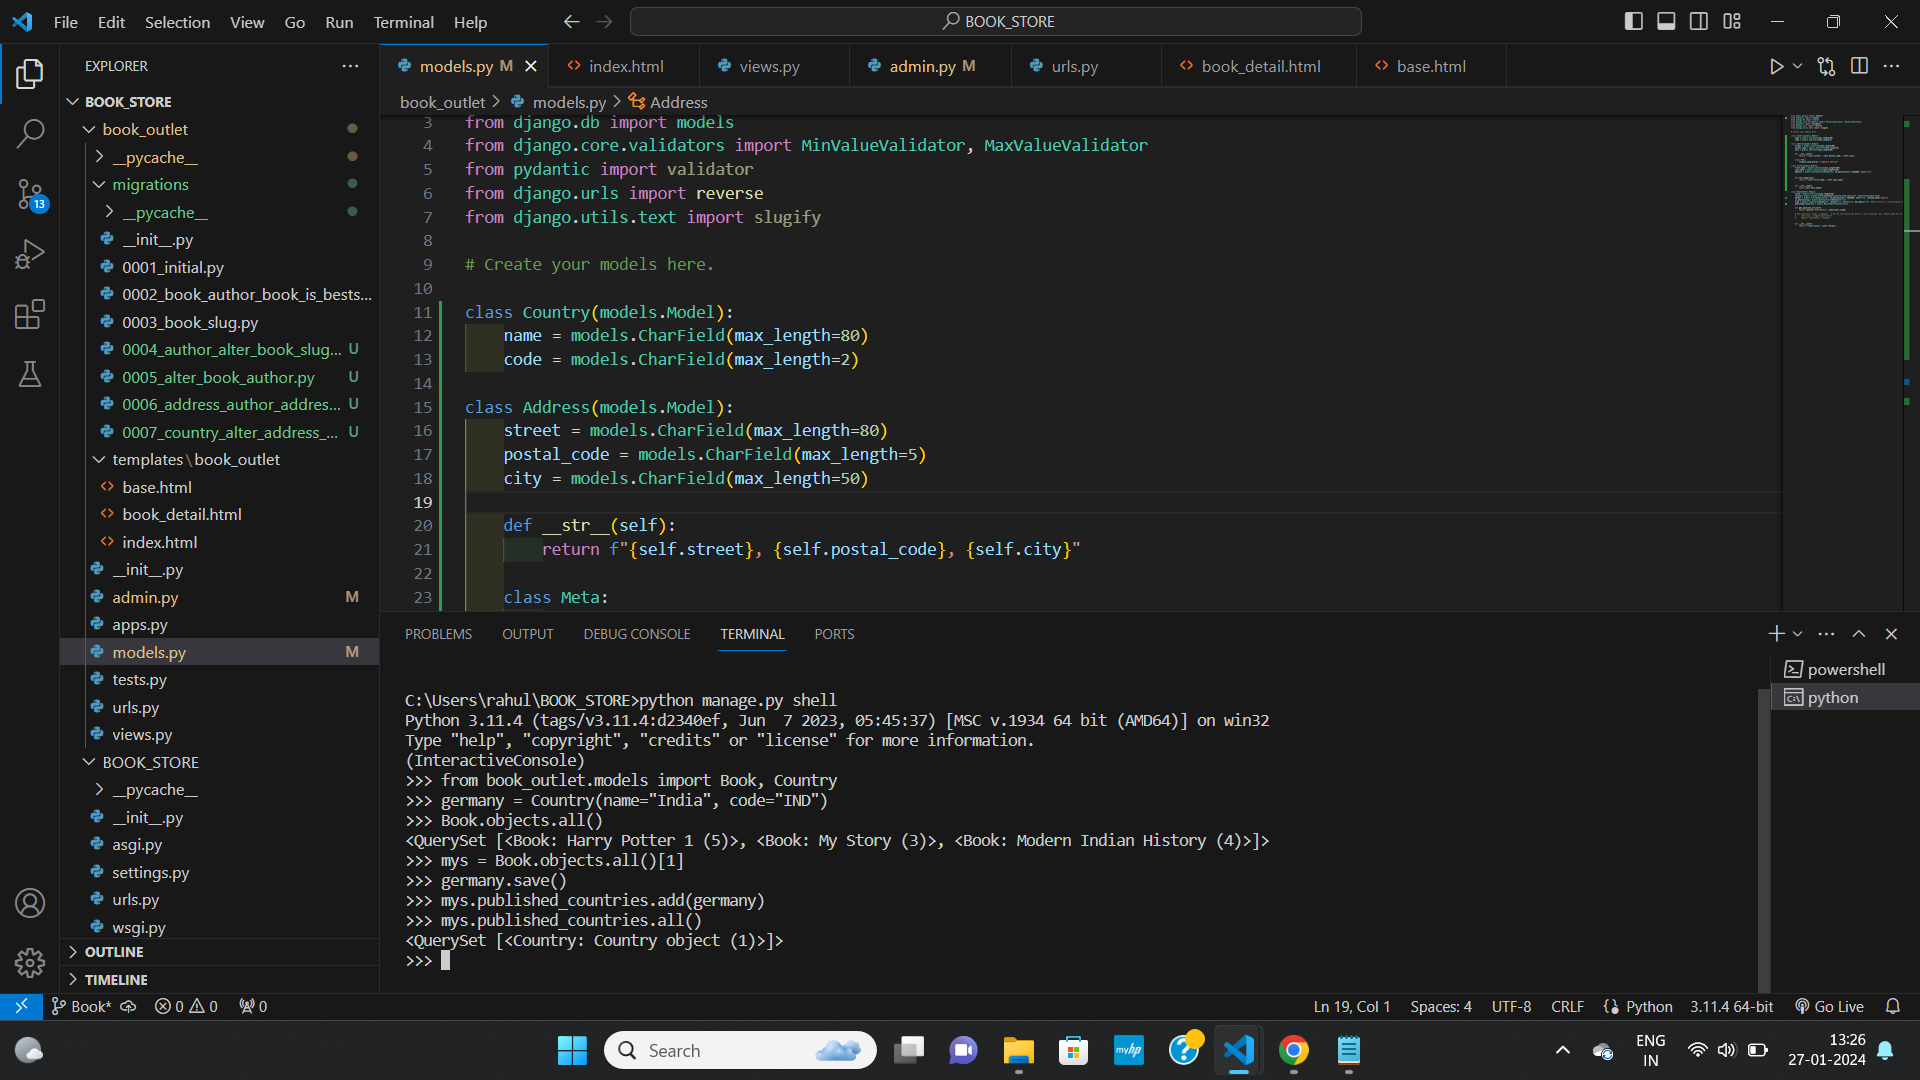 File Edit Selection View Go Run Terminal Help
BOOK_STORE
EXPLORER
BOOK_STORE
book_outlet
__pycache__
migrations
__pycache__
__init__.py
0001_initial.py
0002_book_author_book_is_bests...
0003_book_slug.py
0004_author_alter_book_slug... U
0005_alter_book_author.py U
0006_address_author_addres... U
0007_country_alter_address_... U
templates\book_outlet
base.html
book_detail.html
index.html
__init__.py
admin.py M
apps.py
models.py M
tests.py
urls.py
views.py
BOOK_STORE
__pycache__
__init__.py
asgi.py
settings.py
urls.py
wsgi.py
OUTLINE
TIMELINE
13
models.py M
index.html
views.py
admin.py M
urls.py
book_detail.html
base.html
book_outlet > models.py > Address
3 from django.db import models
4 from django.core.validators import MinValueValidator, MaxValueValidator
5 from pydantic import validator
6 from django.urls import reverse
7 from django.utils.text import slugify
8
9 # Create your models here.
10
11 class Country(models.Model):
12 name = models.CharField(max_length=80)
13 code = models.CharField(max_length=2)
14
15 class Address(models.Model):
16 street = models.CharField(max_length=80)
17 postal_code = models.CharField(max_length=5)
18 city = models.CharField(max_length=50)
19
20 def __str__(self):
21 return f"{self.street}, {self.postal_code}, {self.city}"
22
23 class Meta:
PROBLEMS OUTPUT DEBUG CONSOLE TERMINAL PORTS
powershell
python
C:\Users\rahul\BOOK_STORE>python manage.py shell
Python 3.11.4 (tags/v3.11.4:d2340ef, Jun  7 2023, 05:45:37) [MSC v.1934 64 bit (AMD64)] on win32
Type "help", "copyright", "credits" or "license" for more information.
(InteractiveConsole)
>>> from book_outlet.models import Book, Country
>>> germany = Country(name="India", code="IND")
>>> Book.objects.all()
<QuerySet [<Book: Harry Potter 1 (5)>, <Book: My Story (3)>, <Book: Modern Indian History (4)>]>
>>> mys = Book.objects.all()[1]
>>> germany.save()
>>> mys.published_countries.add(germany)
>>> mys.published_countries.all()
<QuerySet [<Country: Country object (1)>]>
>>>
Book* 0 0 0
Ln 19, Col 1 Spaces: 4 UTF-8 CRLF Python 3.11.4 64-bit Go Live
Search
myhp
ENG
IN
13:26
27-01-2024